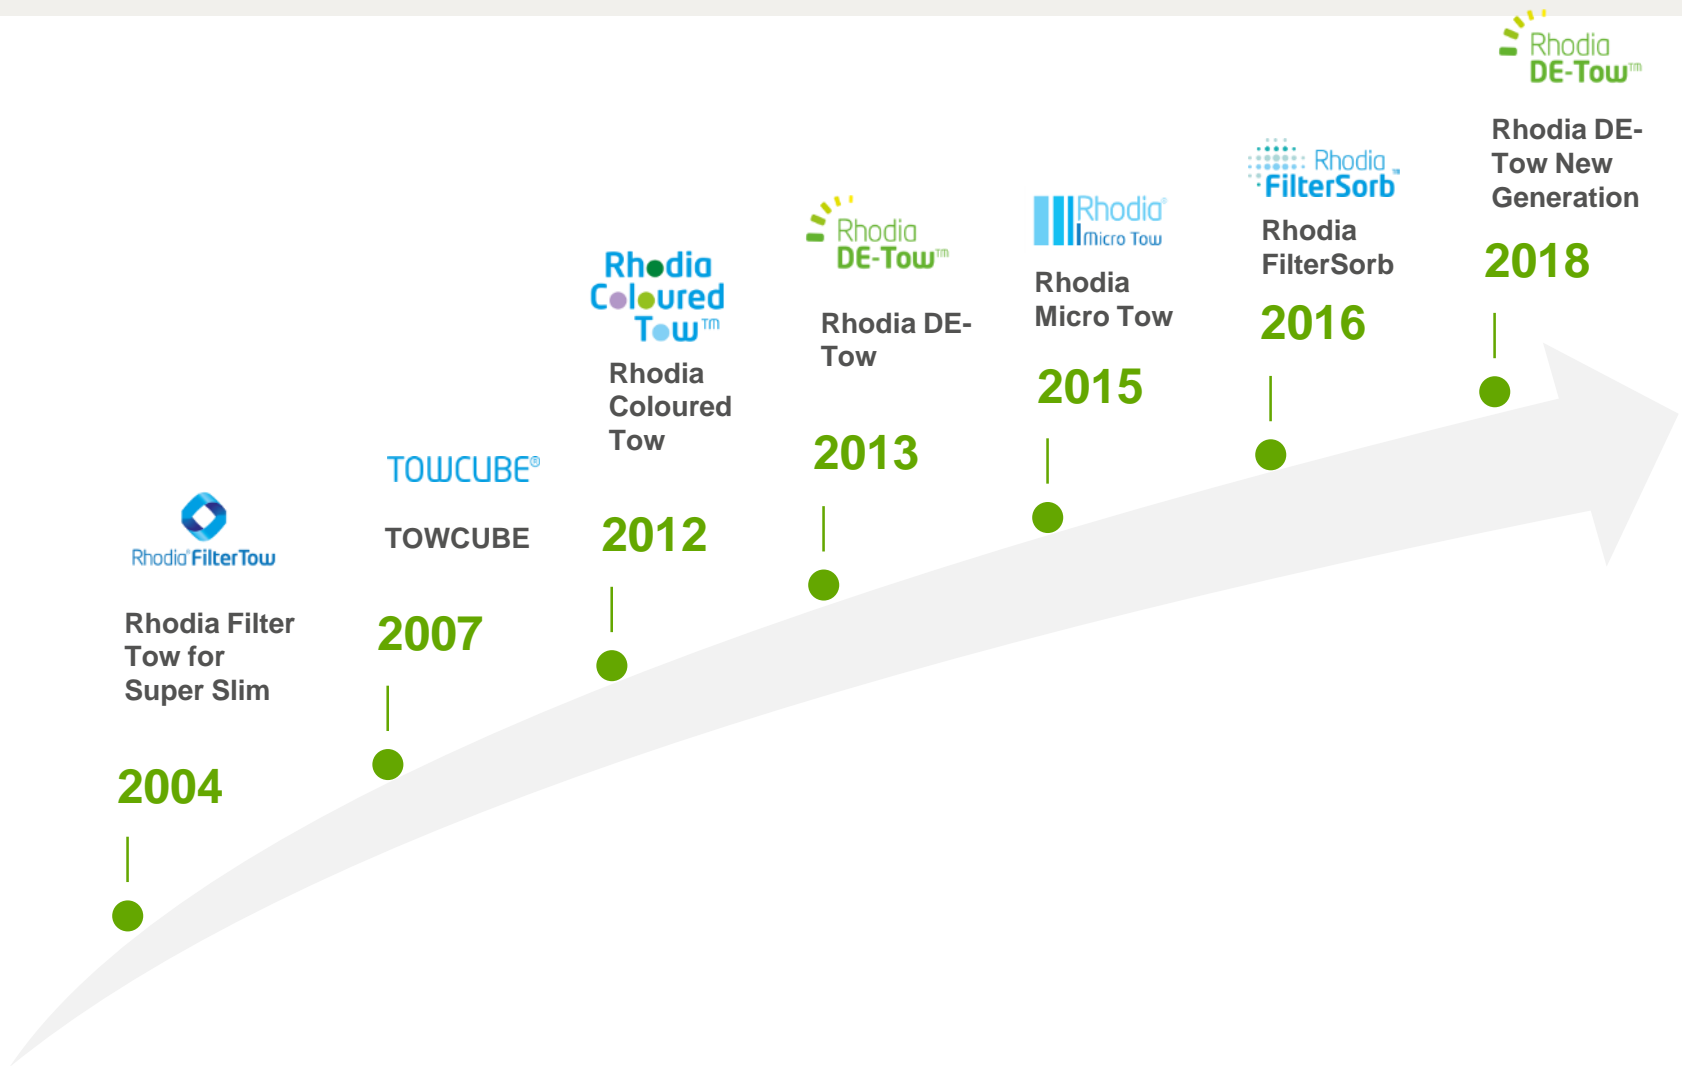 Rhodia® FilterTow
Rhodia Filter
Tow for
Super Slim
2004
TOWCUBE®
TOWCUBE
2007
Rhodia
Coloured
Tow™
Rhodia
Coloured
Tow
2012
Rhodia
DE-Tow™
Rhodia DE-
Tow
2013
Rhodia®
Micro Tow
Rhodia
Micro Tow
2015
Rhodia
FilterSorb™
Rhodia
FilterSorb
2016
Rhodia
DE-Tow™
Rhodia DE-
Tow New
Generation
2018